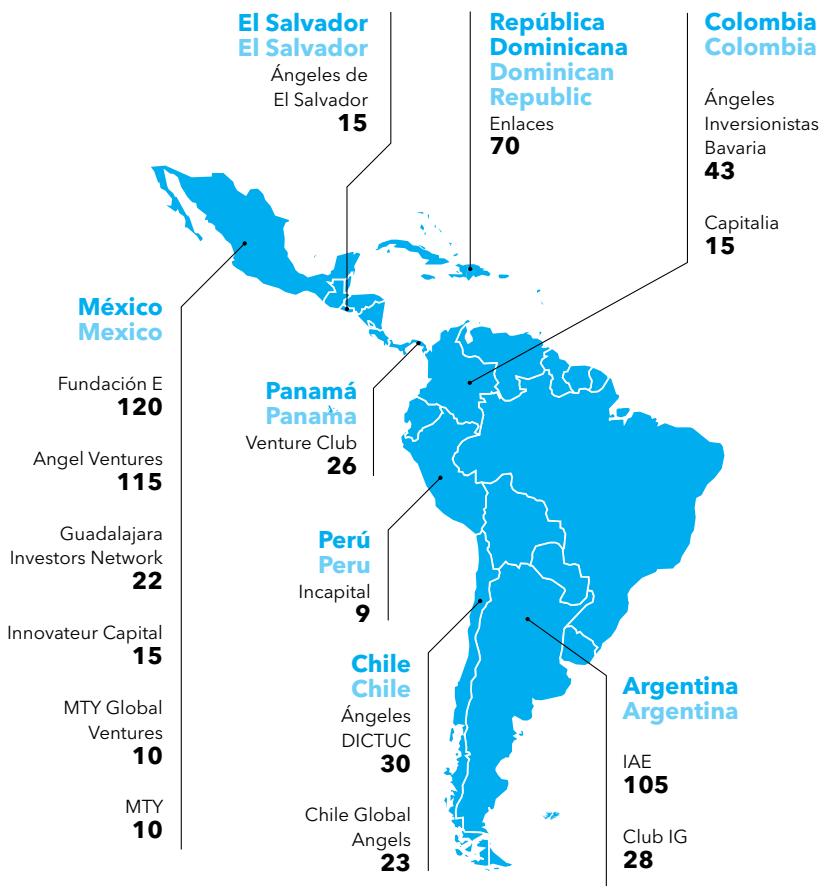 El Salvador
El Salvador
Ángeles de
El Salvador
15
República
Dominicana
Dominican
Republic
Enlaces
70
Colombia
Colombia
Ángeles
Inversionistas
Bavaria
43
Capitalia
15
México
Mexico
Fundación E
120
Angel Ventures
115
Guadalajara
Investors Network
22
Innovateur Capital
15
MTY Global
Ventures
10
MTY
10
Panamá
Panama
Venture Club
26
Perú
Peru
Incapital
9
Chile
Chile
Ángeles
DICTUC
30
Chile Global
Angels
23
Argentina
Argentina
IAE
105
Club IG
28